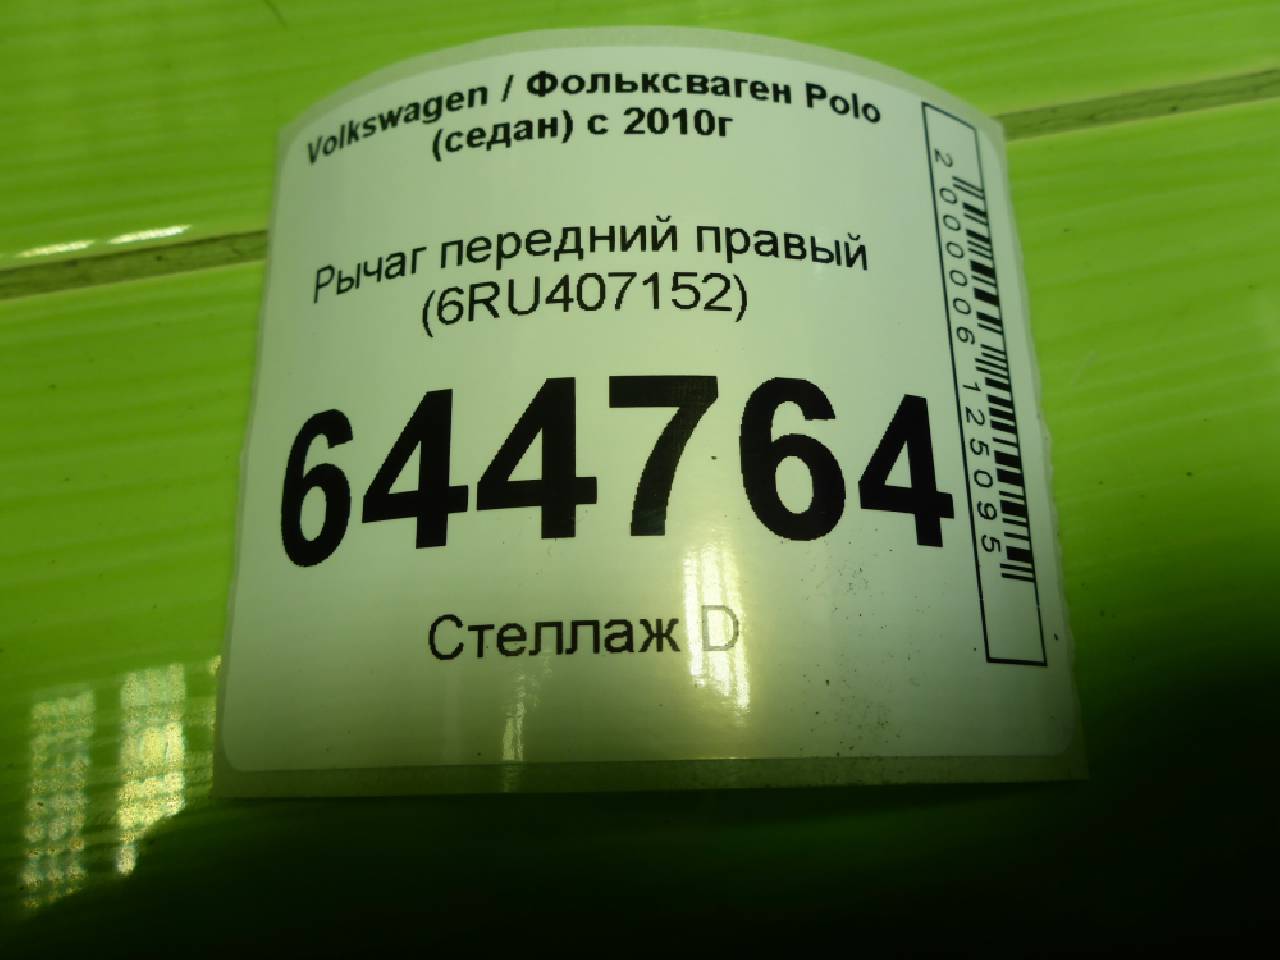 Volkswagen / Фольксваген Polo
(седан) с 2010г
Рычаг передний правый
(6RU407152)
644764
Стеллаж D
2000006125095